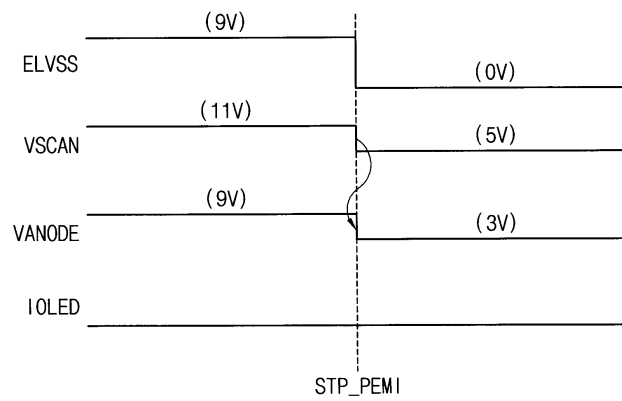 (9V)
ELVSS
(0V)
(11V)
VSCAN
(5V)
(9V)
VANODE
(3V)
IOLED
STP_PEMI